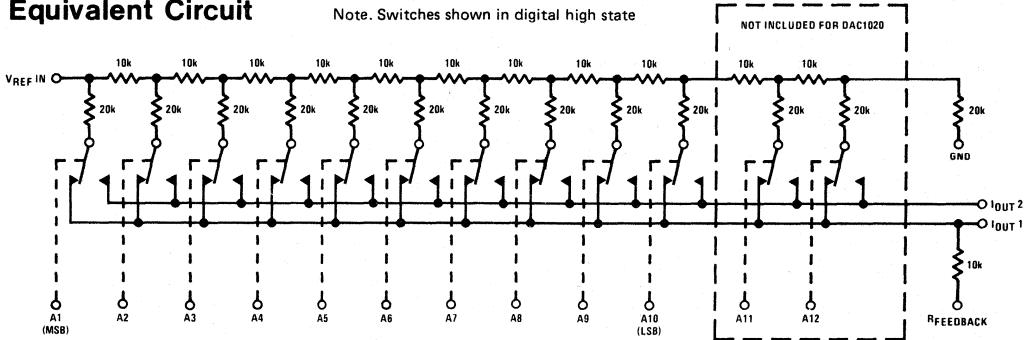 Equivalent Circuit
Note. Switches shown in digital high state
NOT INCLUDED FOR DAC1020
10k 10k 10k 10k 10k 10k 10k 10k 10k 10k 10k
VREF IN
20k 20k 20k 20k 20k 20k 20k 20k 20k 20k 20k 20k 20k
GND
IOUT 2
IOUT 1
10k
A1 A2 A3 A4 A5 A6 A7 A8 A9 A10 A11 A12 RFEEDBACK
(MSB) (LSB)